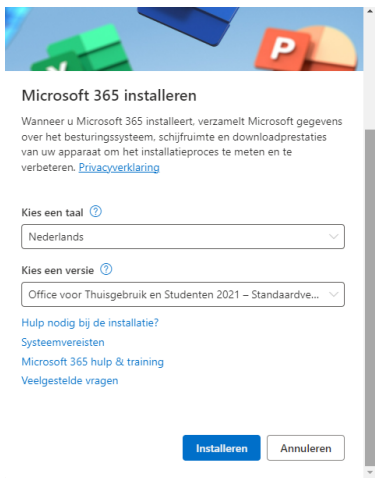 P
Microsoft 365 installeren
Wanneer u Microsoft 365 installeert, verzamelt Microsoft gegevens
over het besturingssysteem, schijfruimte en downloadprestaties
van uw apparaat om het installatieproces te meten en te
verbeteren. Privacyverklaring
Kies een taal ?
Nederlands
Kies een versie ?
Office voor Thuisgebruik en Studenten 2021 – Standaardve...
Hulp nodig bij de installatie?
Systeemvereisten
Microsoft 365 hulp & training
Veelgestelde vragen
Installeren Annuleren